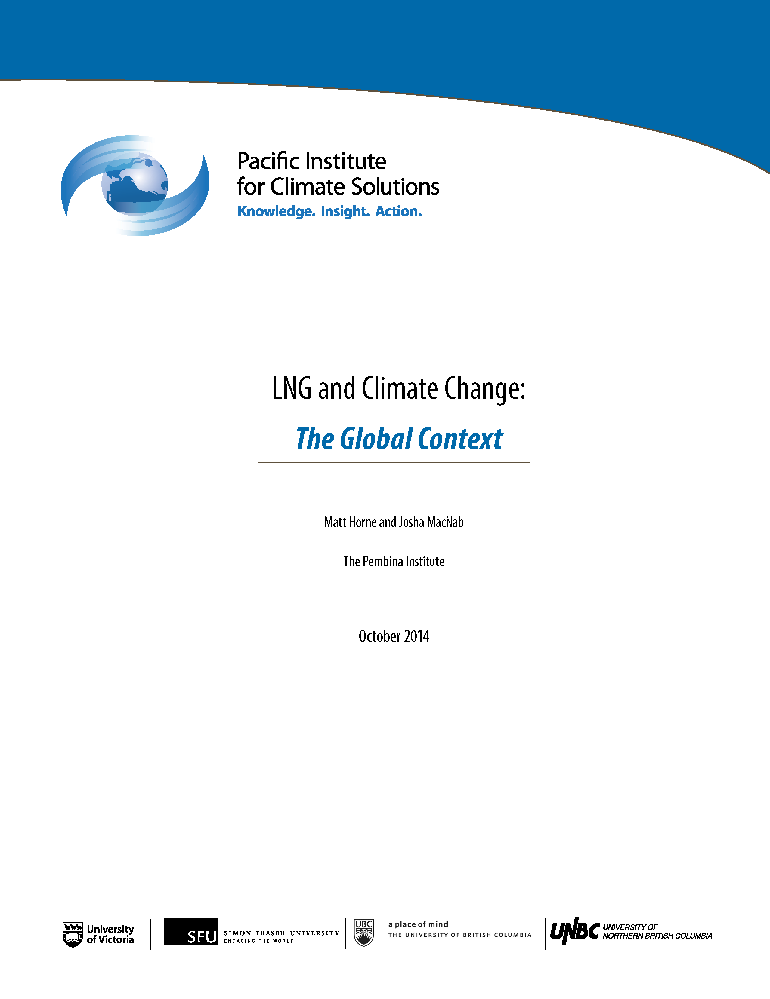 Pacific Institute
for Climate Solutions
Knowledge. Insight. Action.
LNG and Climate Change:
The Global Context
Matt Horne and Josha MacNab
The Pembina Institute
October 2014
University
of Victoria
SFU
SIMON FRASER UNIVERSITY
ENGAGING THE WORLD
UBC
a place of mind
THE UNIVERSITY OF BRITISH COLUMBIA
UNBC
UNIVERSITY OF
NORTHERN BRITISH COLUMBIA